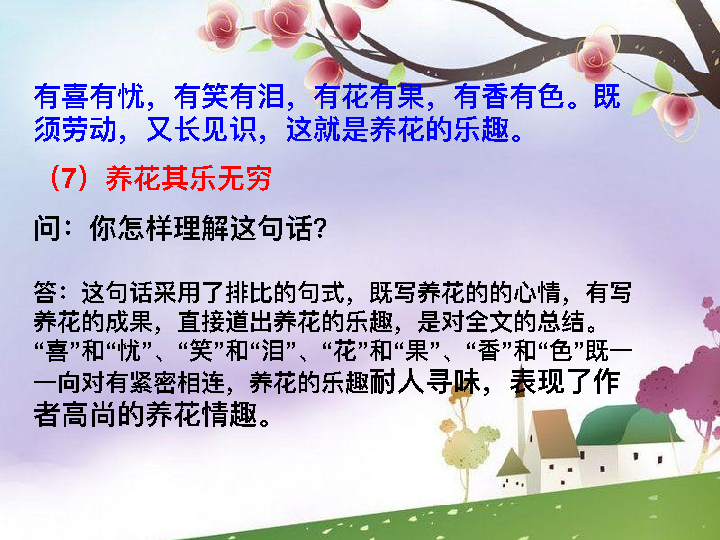 有喜有忧，有笑有泪，有花有果，有香有色。既
须劳动，又长见识，这就是养花的乐趣。
（7）养花其乐无穷
问：你怎样理解这句话?
答：这句话采用了排比的句式，既写养花的的心情，有写
养花的成果，直接道出养花的乐趣，是对全文的总结。
“喜”和“忧”、“笑”和“泪”、“花”和“果”、“香”和“色”既一
一向对有紧密相连，养花的乐趣耐人寻味，表现了作
者高尚的养花情趣。